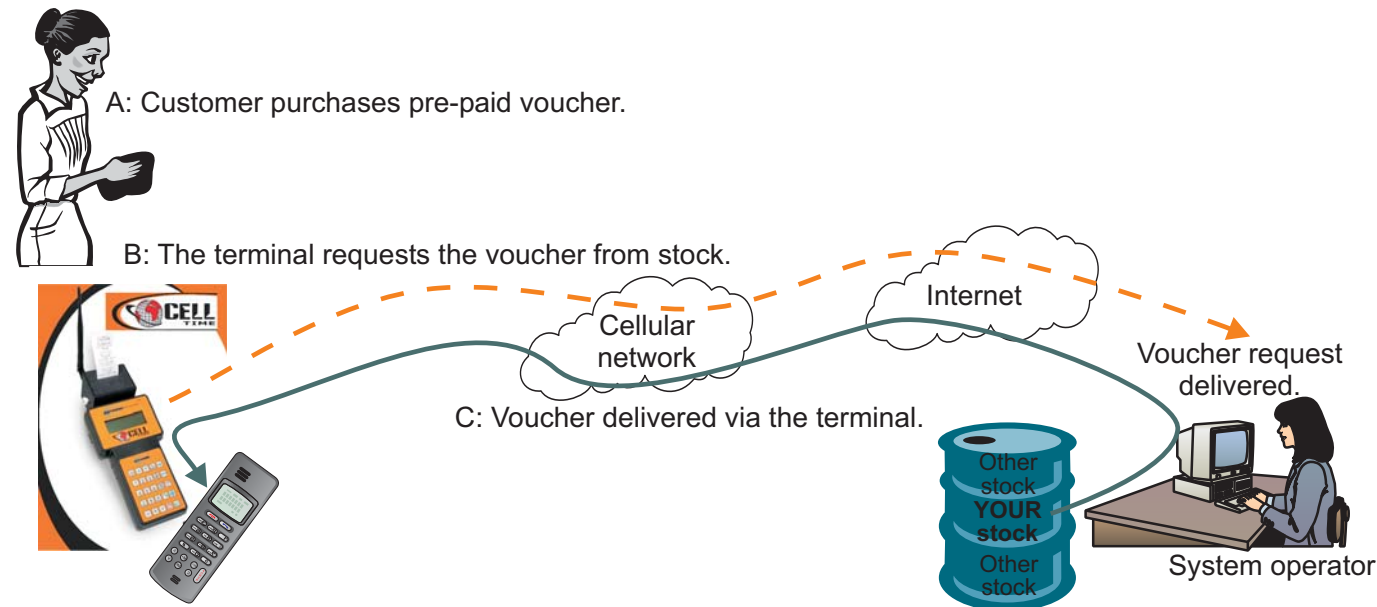 A: Customer purchases pre-paid voucher.
B: The terminal requests the voucher from stock.
CELL
TIME
Cellular
network
Internet
Voucher request
delivered.
C: Voucher delivered via the terminal.
Other
stock
YOUR
stock
Other
stock
System operator
CELL